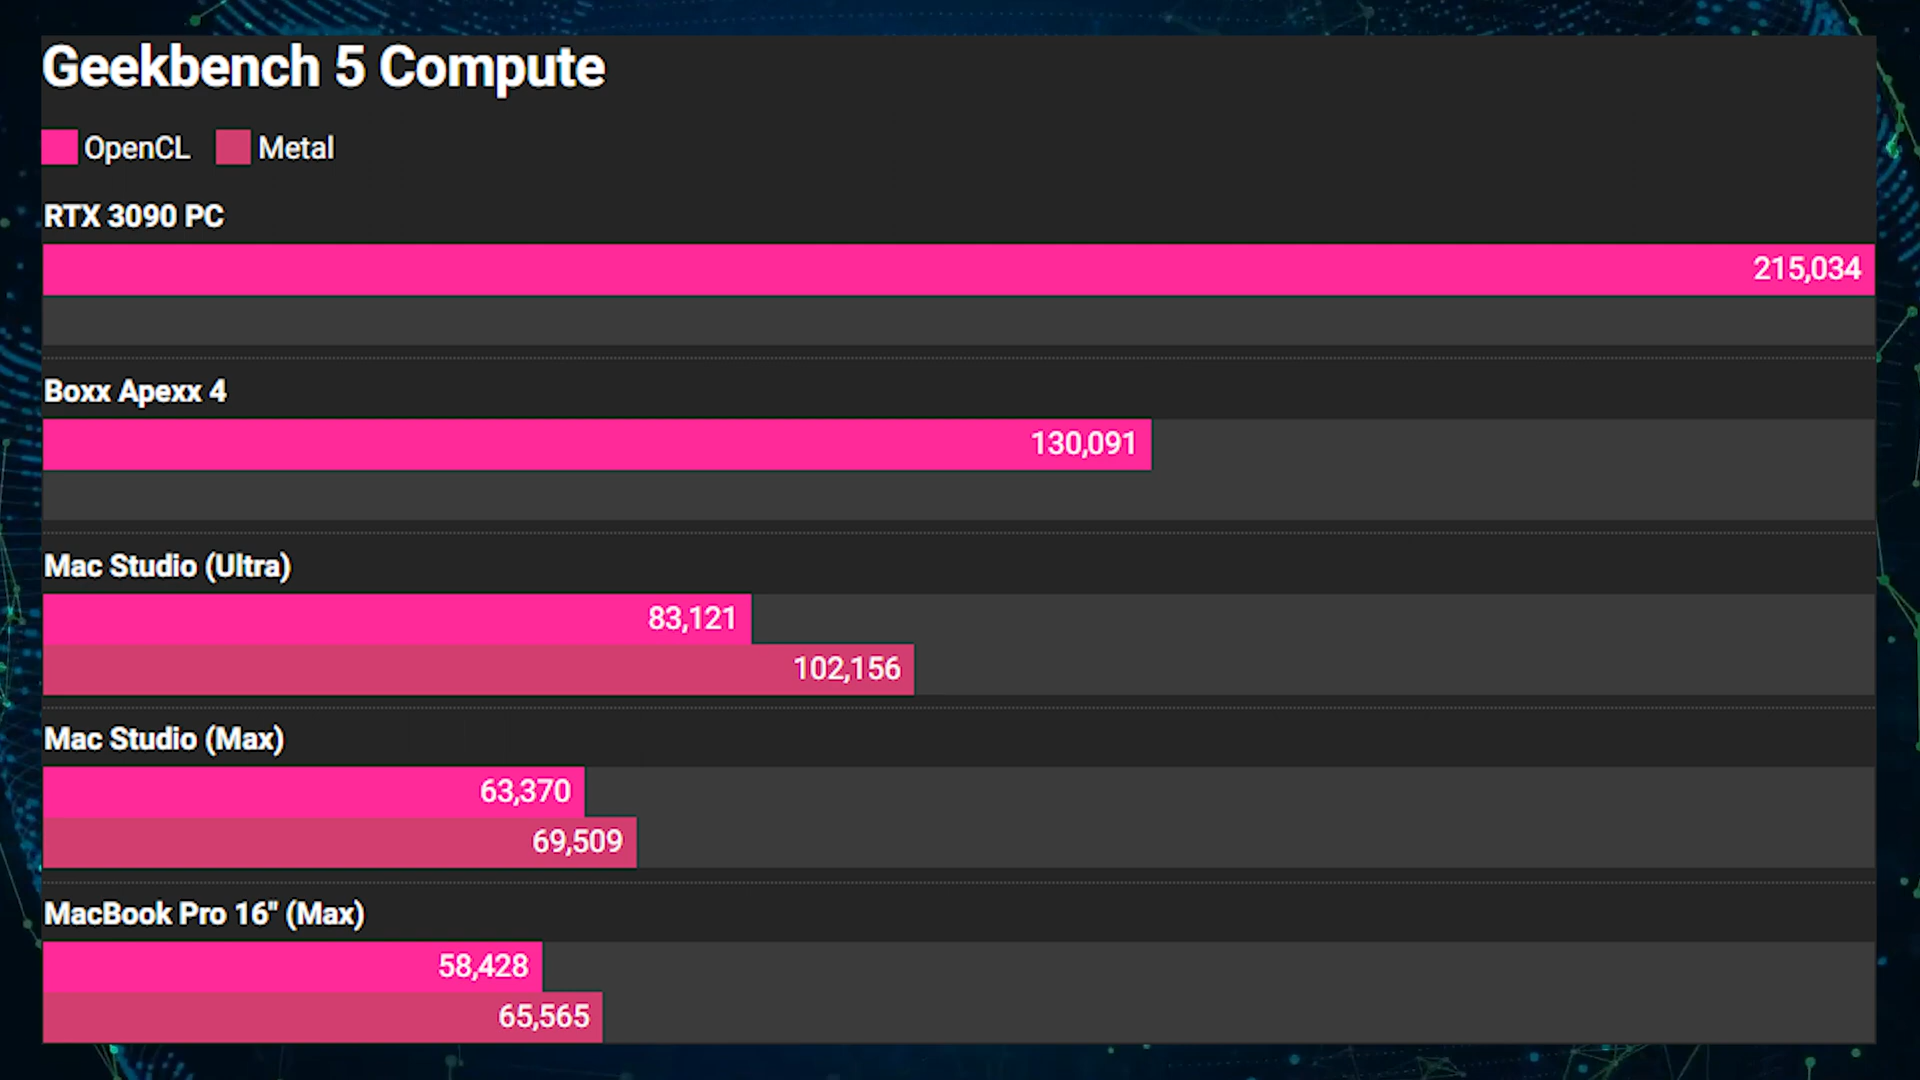 Geekbench 5 Compute
OpenCL Metal
RTX 3090 PC
215,034
Boxx Apexx 4
130,091
Mac Studio (Ultra)
83,121
102,156
Mac Studio (Max)
63,370
69,509
MacBook Pro 16" (Max)
58,428
65,565